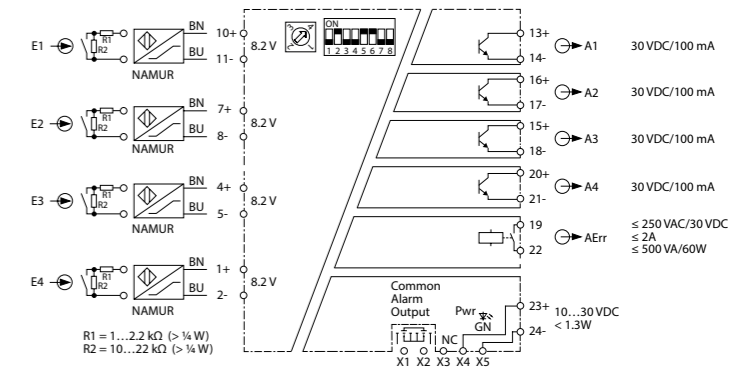 E1
R1
R2
NAMUR
BN
BU
10+
11-
8.2 V
ON
1 2 3 4 5 6 7 8
13+
14-
A1
30 VDC/100 mA
E2
R1
R2
NAMUR
BN
BU
7+
8-
8.2 V
16+
17-
A2
30 VDC/100 mA
15+
18-
A3
30 VDC/100 mA
E3
R1
R2
NAMUR
BN
BU
4+
5-
8.2 V
20+
21-
A4
30 VDC/100 mA
19
22
AErr
≤ 250 VAC/30 VDC
≤ 2A
≤ 500 VA/60W
E4
R1
R2
NAMUR
BN
BU
1+
2-
8.2 V
Common
Alarm
Output
Pwr
GN
23+
24-
10…30 VDC
< 1.3W
NC
X1 X2 X3 X4 X5
R1 = 1…2.2 kΩ (> ¼ W)
R2 = 10…22 kΩ (> ¼ W)